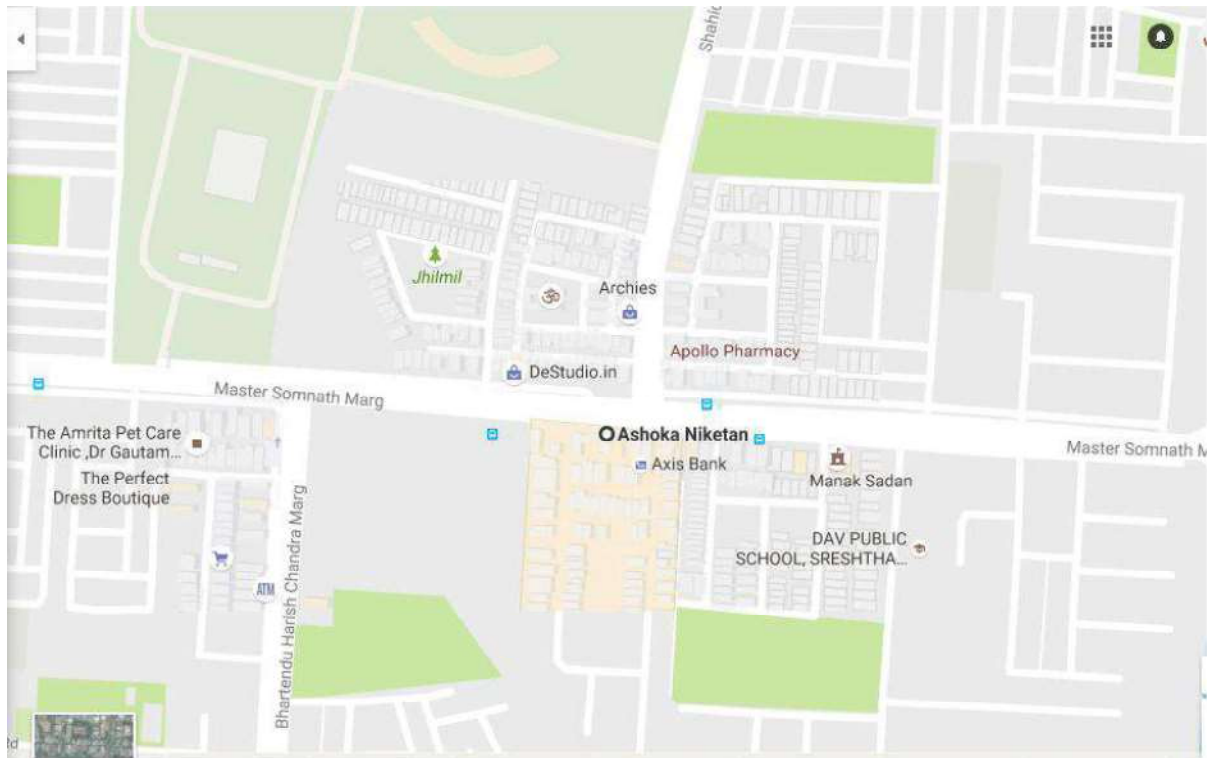 Shahid
Jhilmil
Archies
Apollo Pharmacy
DeStudio.in
Master Somnath Marg
The Amrita Pet Care
Clinic ,Dr Gautam...
The Perfect
Dress Boutique
Ashoka Niketan
Axis Bank
Master Somnath M
Manak Sadan
DAV PUBLIC
SCHOOL, SRESHTHA...
ATM
Bhartendu Harish Chandra Marg
Rd